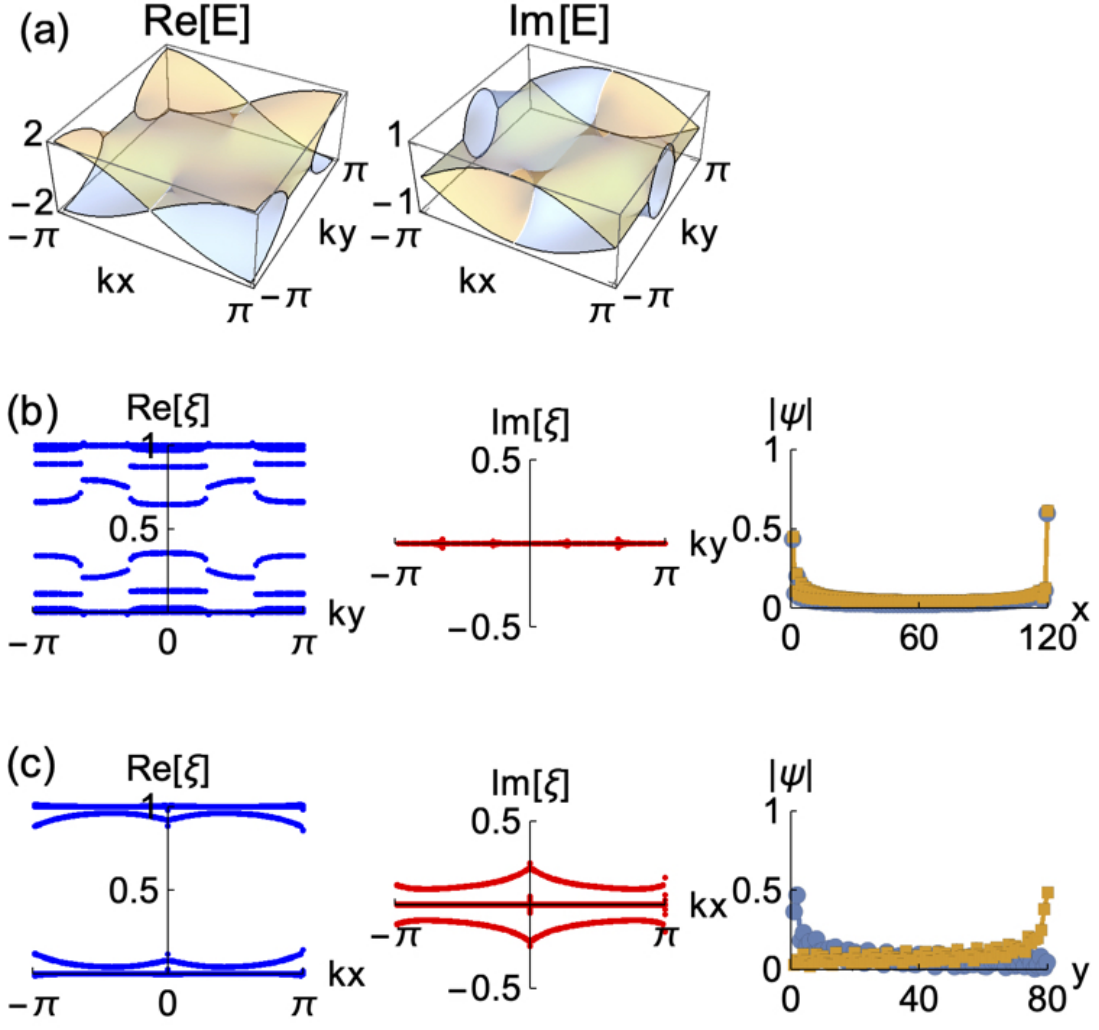 (a) Re[E] Im[E]
2 1
−2 −1
−π −π
π π
ky ky
kx kx
π −π π −π
(b) Re[ξ] Im[ξ] |ψ|
1 0.5 1
0.5 −π π ky 0.5
ky −0.5 0 x
−π 0 π 0 60 120
(c) Re[ξ] Im[ξ] |ψ|
1 0.5 1
0.5 −π π kx 0.5
kx −0.5 0 y
−π 0 π 0 40 80